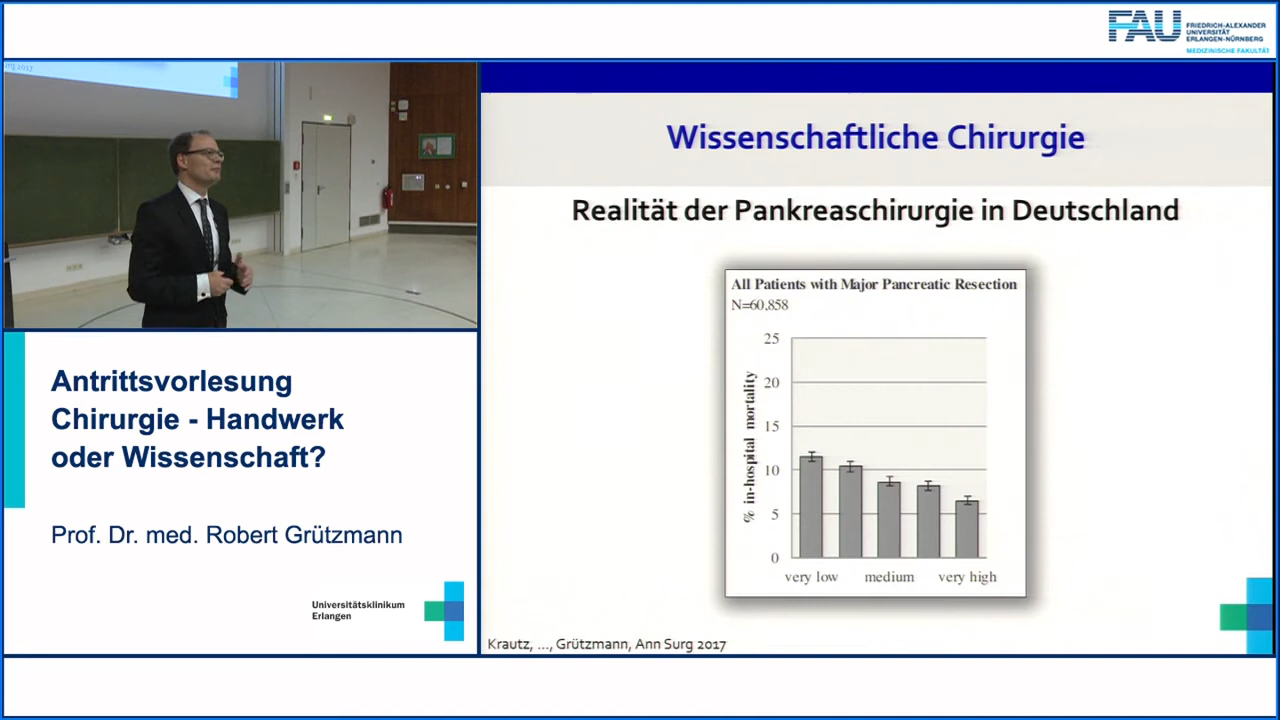 FAU
FRIEDRICH-ALEXANDER
UNIVERSITÄT
ERLANGEN-NÜRNBERG
MEDIZINISCHE FAKULTÄT
Antrittsvorlesung
Chirurgie - Handwerk
oder Wissenschaft?
Prof. Dr. med. Robert Grützmann
Universitätsklinikum
Erlangen
Wissenschaftliche Chirurgie
Realität der Pankreaschirurgie in Deutschland
All Patients with Major Pancreatic Resection
N=60,858
% in-hospital mortality
25
20
15
10
5
0
very low medium very high
Krautz, ..., Grützmann, Ann Surg 2017